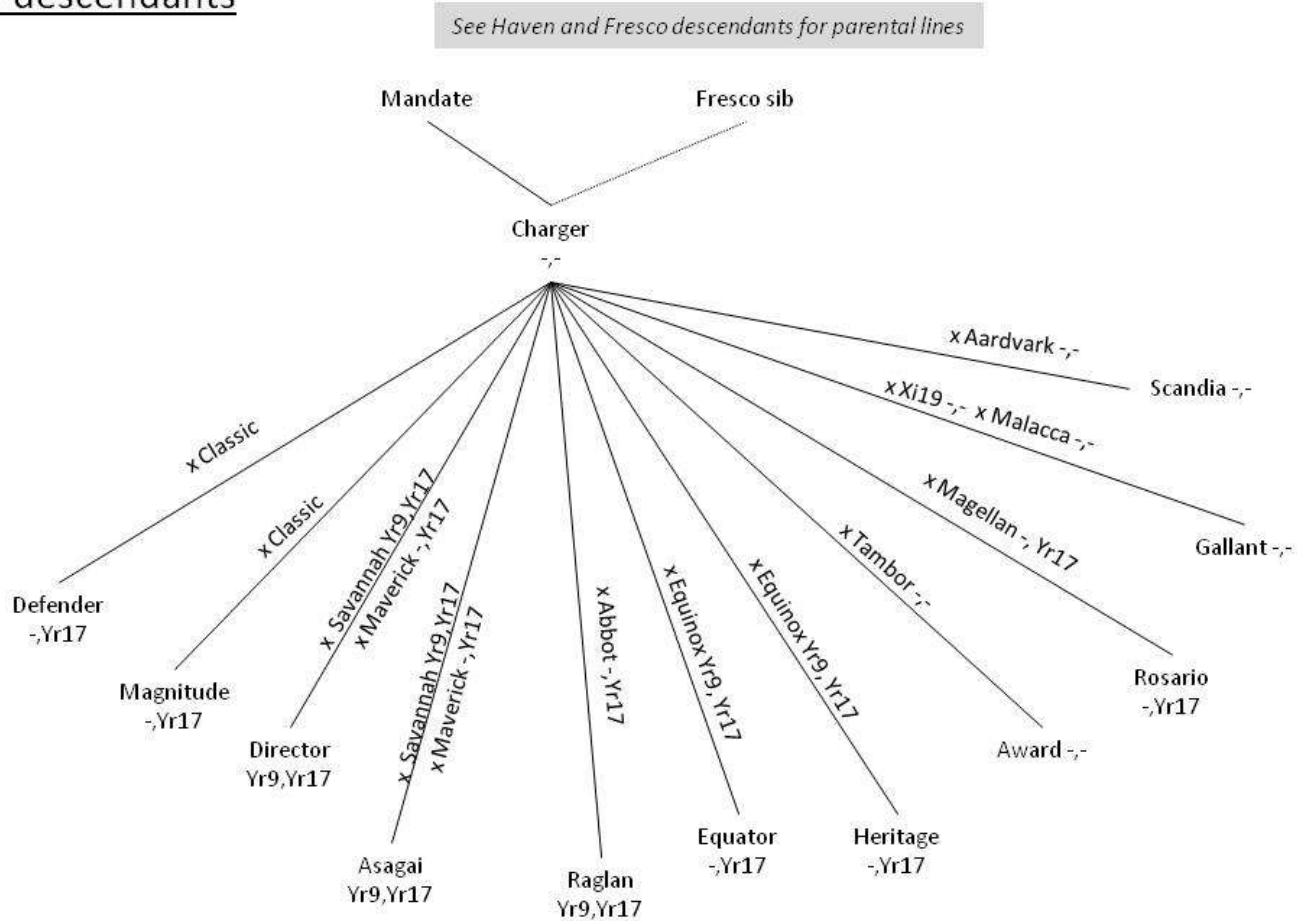 descendants
See Haven and Fresco descendants for parental lines
Mandate
Fresco sib
Charger
-,-
x Aardvark -,-
Scandia -,-
x Xi19 -,- x Malacca -,-
Gallant -,-
x Classic
x Classic
x Savannah Yr9,Yr17
x Maverick -,Yr17
x Savannah Yr9,Yr17
x Maverick -,Yr17
x Abbot -,Yr17
x Equinox Yr9, Yr17
x Equinox Yr9, Yr17
x Tambor -,-
x Magellan -, Yr17
Defender
-,Yr17
Magnitude
-,Yr17
Director
Yr9,Yr17
Asagai
Yr9,Yr17
Raglan
Yr9,Yr17
Equator
-,Yr17
Heritage
-,Yr17
Award -,-
Rosario
-,Yr17